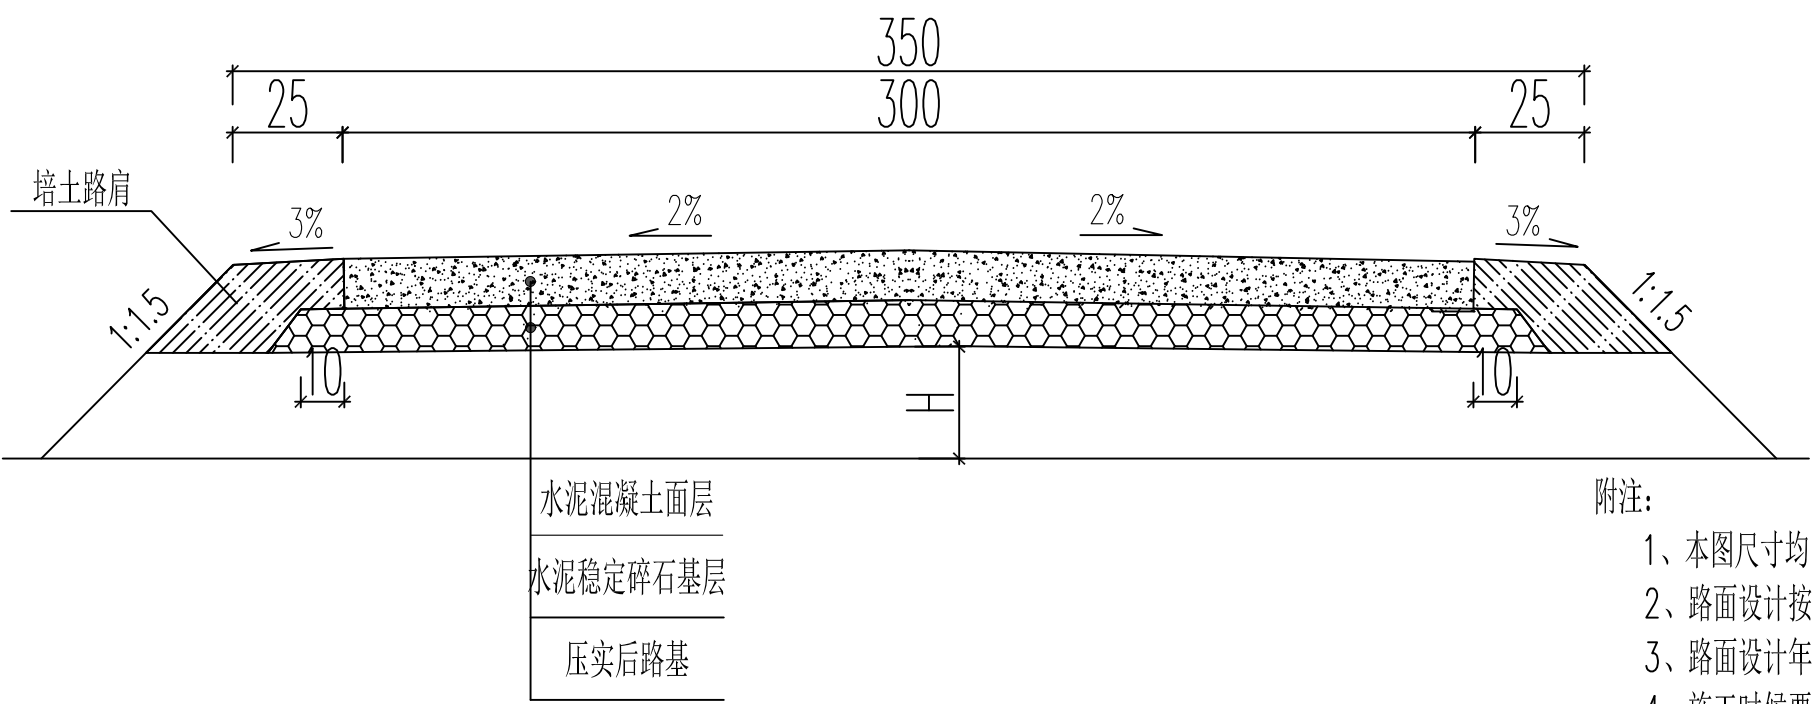 350
25 300 25
培土路肩
3% 2% 2% 3%
1:1.5 1:1.5
10 10
H
水泥混凝土面层
水泥稳定碎石基层
压实后路基
附注:
1、本图尺寸均
2、路面设计按
3、路面设计年